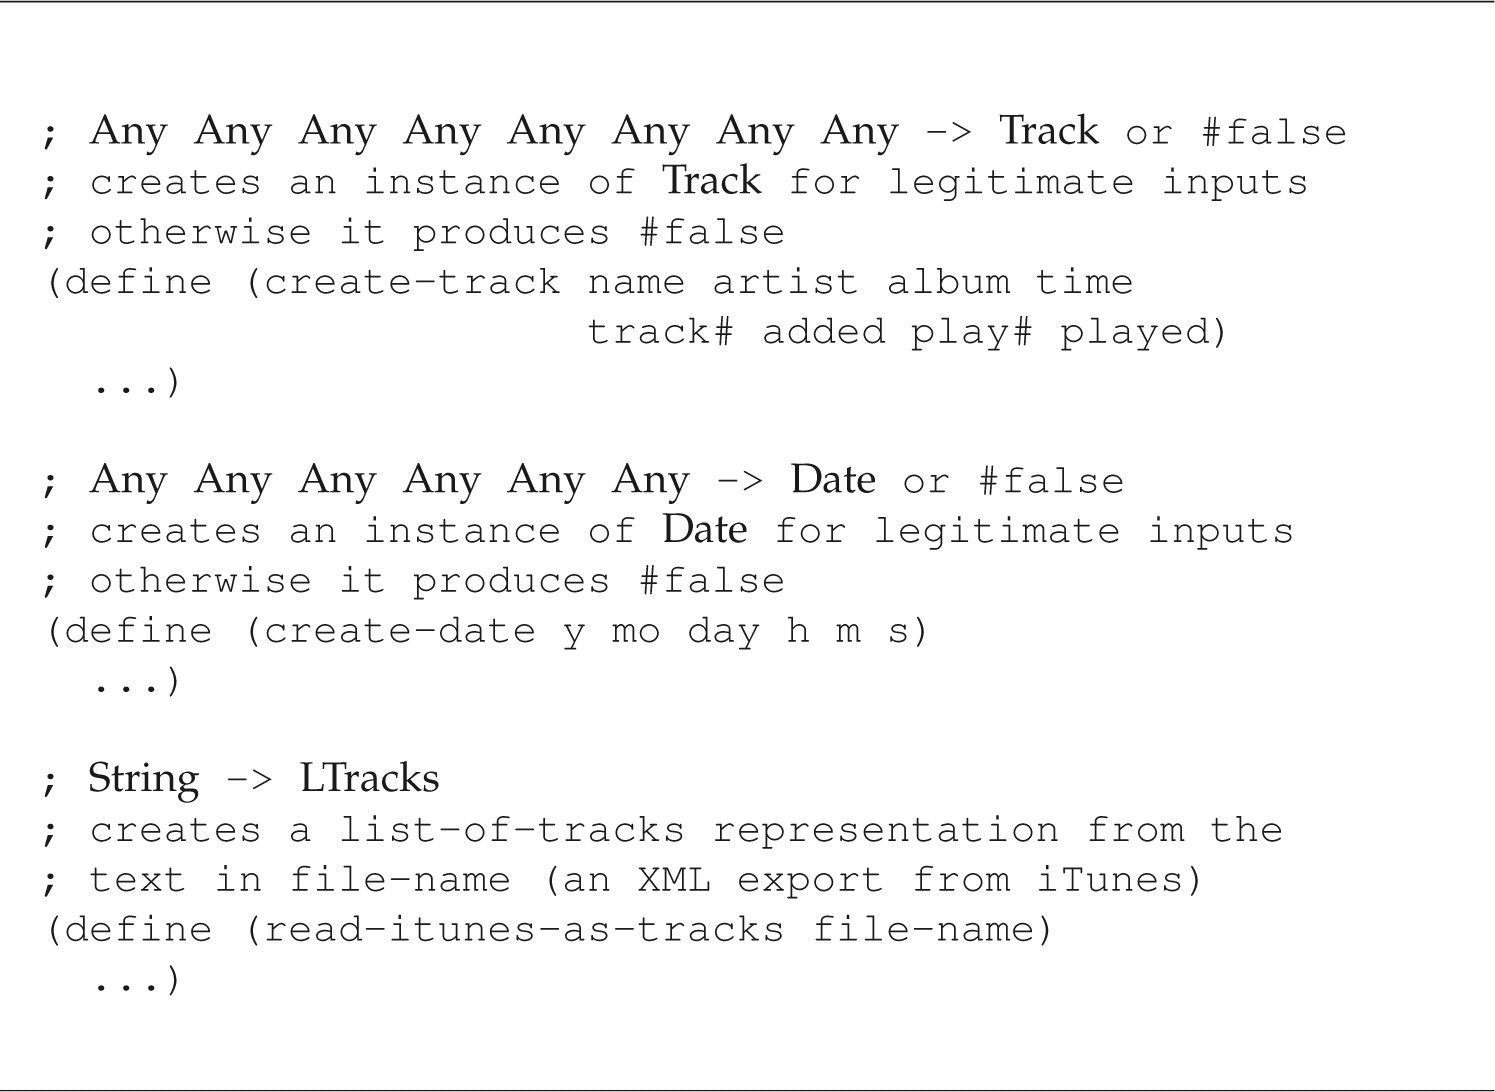 ; Any Any Any Any Any Any Any Any -> Track or #false
; creates an instance of Track for legitimate inputs
; otherwise it produces #false
(define (create-track name artist album time
                      track# added play# played)
  ...)

; Any Any Any Any Any Any -> Date or #false
; creates an instance of Date for legitimate inputs
; otherwise it produces #false
(define (create-date y mo day h m s)
  ...)

; String -> LTracks
; creates a list-of-tracks representation from the
; text in file-name (an XML export from iTunes)
(define (read-itunes-as-tracks file-name)
  ...)